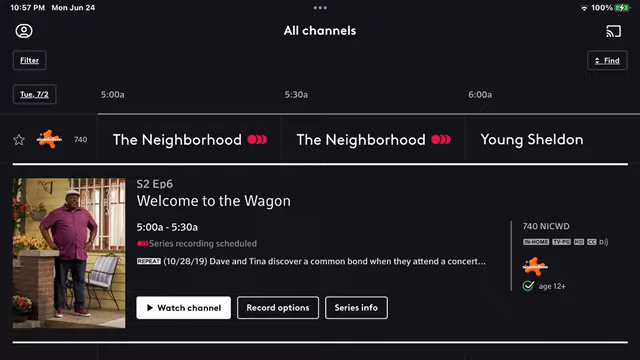 10:57 PM Mon Jun 24
100%
All channels
Filter
Find
Tue, 7/2
5:00a
5:30a
6:00a
740
The Neighborhood
The Neighborhood
Young Sheldon
S2 Ep6
Welcome to the Wagon
5:00a - 5:30a
Series recording scheduled
REPEAT (10/28/19) Dave and Tina discover a common bond when they attend a concert...
Watch channel
Record options
Series info
740 NICWD
IN-HOME TV-PG HD CC D))
age 12+